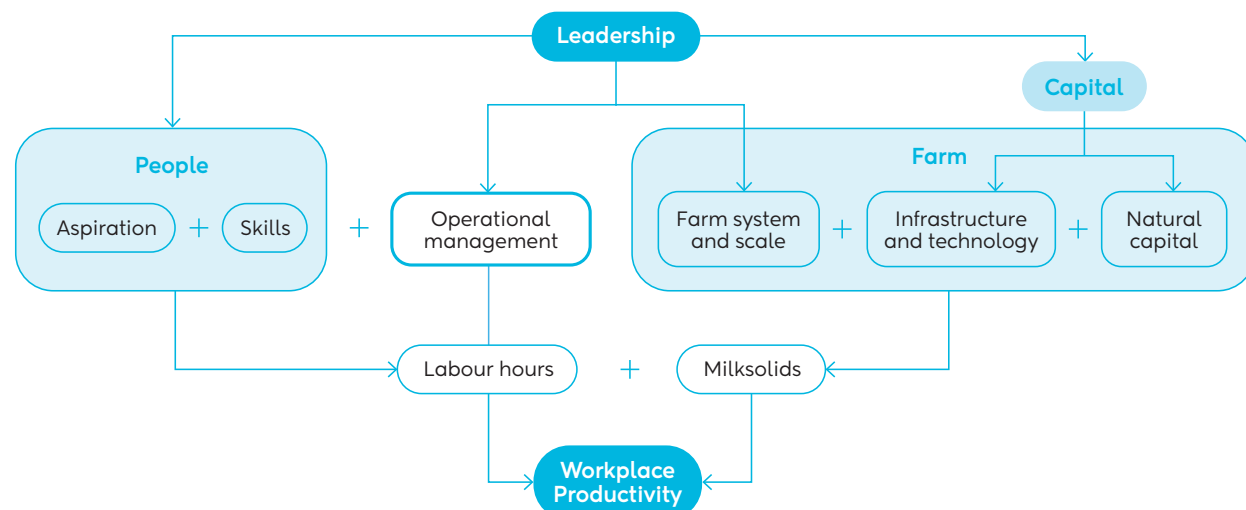 Leadership
Capital
People
Farm
Aspiration + Skills + Operational
management
Farm system
and scale + Infrastructure
and technology + Natural
capital
Labour hours + Milksolids
Workplace
Productivity